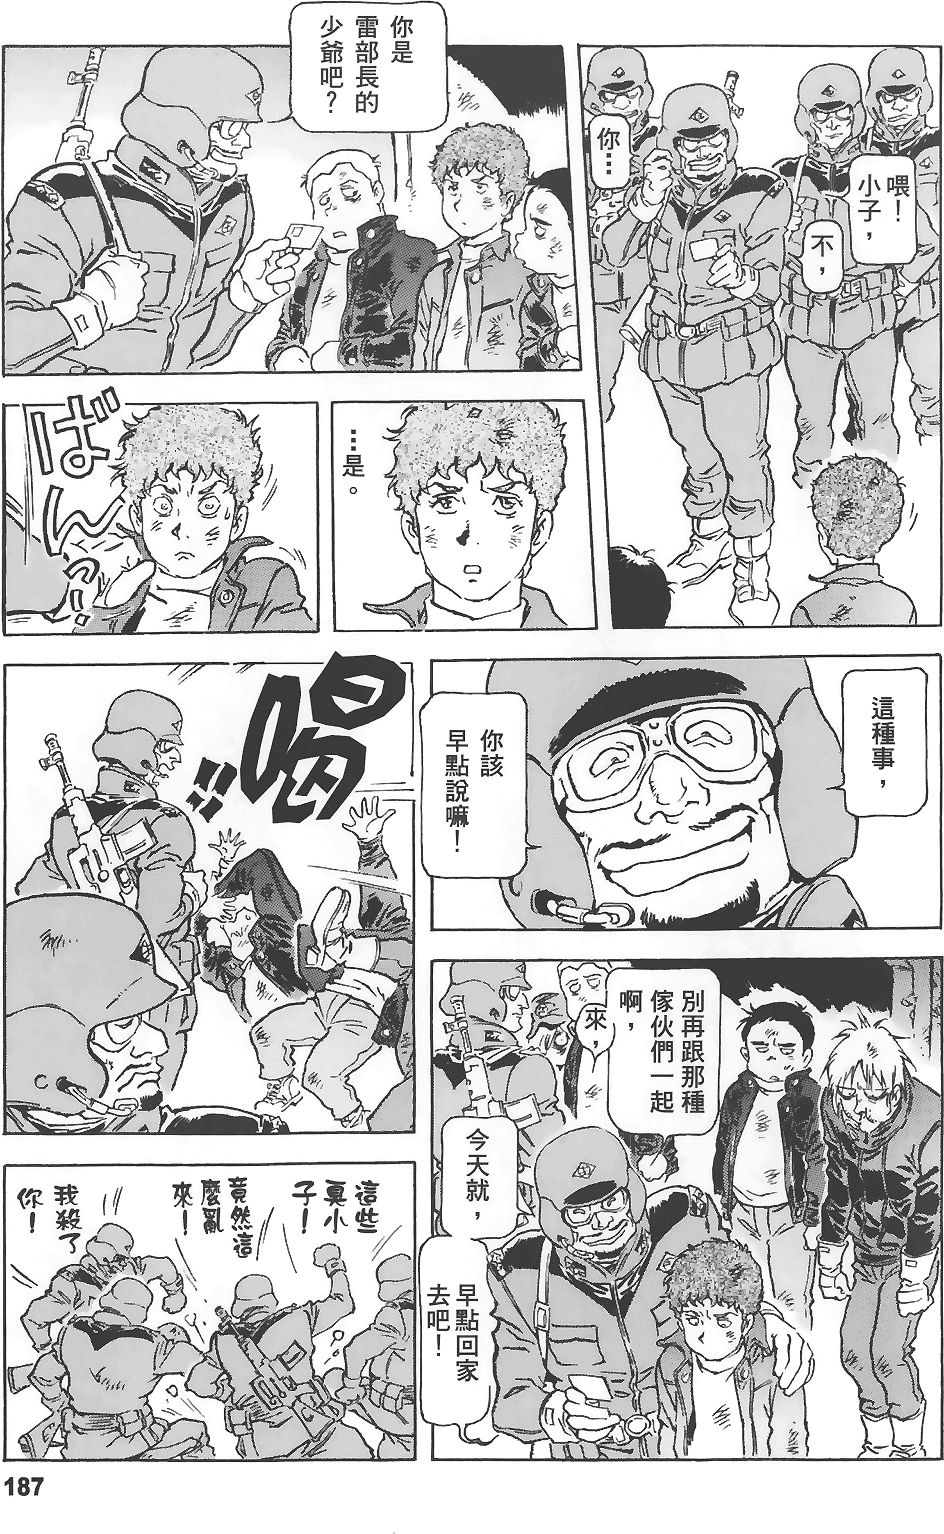 喂！
小子，
不，
你⋯
你是
雷部長的
少爺吧？
⋯是。
ばんっ‥
這種事，
你該
早點說嘛！
喝!!
別再跟那種
傢伙們一起
啊，
來，
今天就，
早點回家
去吧！
這些
臭小
子！
竟然這
麼亂
來！
我殺了
你！
187